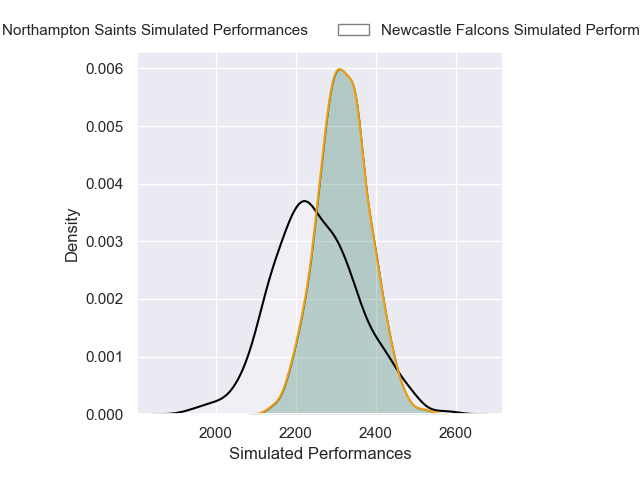 Northampton Saints Simulated Performances
Newcastle Falcons Simulated Perform
0.006
0.005
0.004
0.003
0.002
0.001
0.000
Density
2000
2200
2400
2600
Simulated Performances